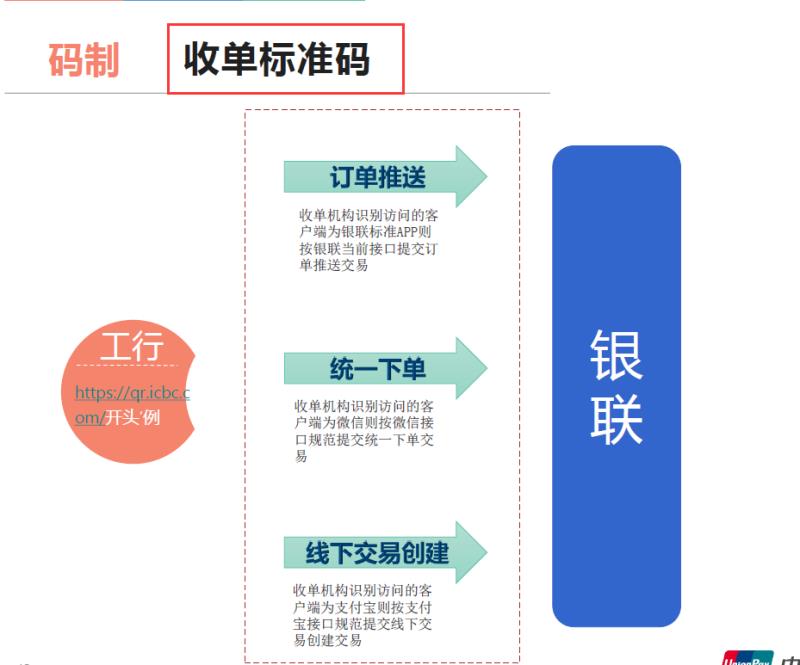 码制
收单标准码
订单推送
收单机构识别访问的客
户端为银联标准APP则
按银联当前接口提交订
单推送交易
工行
https://qr.icbc.c
om/开头'例
统一下单
收单机构识别访问的客
户端为微信则按微信接
口规范提交统一下单交
易
线下交易创建
收单机构识别访问的客
户端为支付宝则按支付
宝接口规范提交线下交
易创建交易
银
联
UnionPay